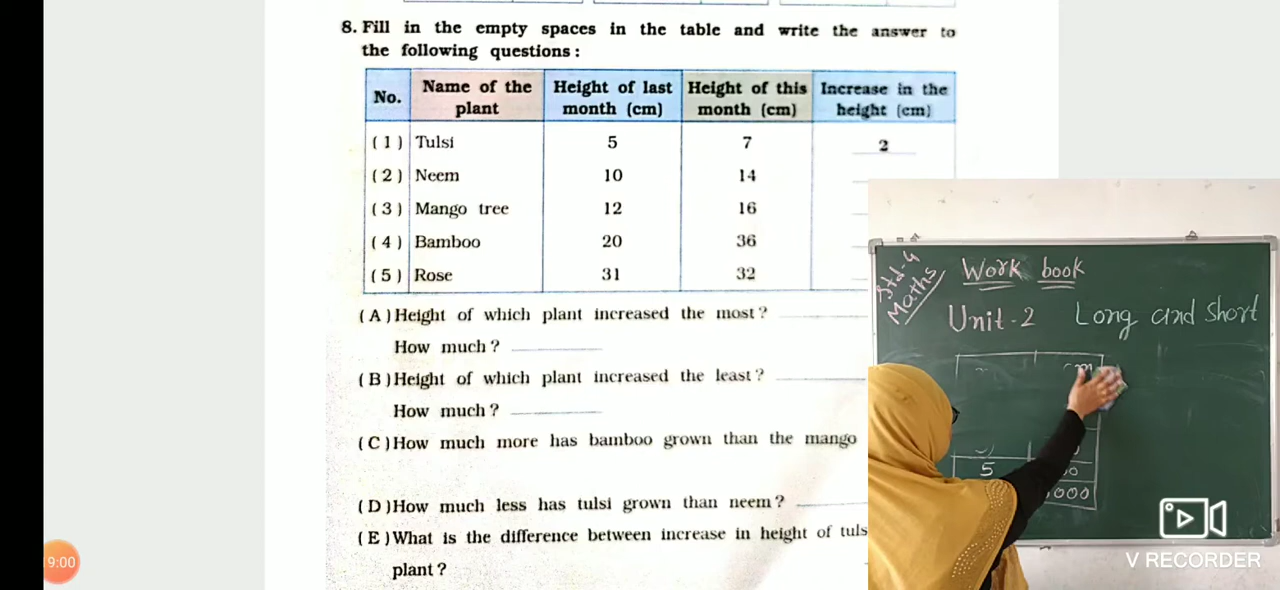 8. Fill in the empty spaces in the table and write the answer to
the following questions :
No. Name of the plant Height of last month (cm) Height of this month (cm) Increase in the height (cm)
( 1 ) Tulsi 5 7 2
( 2 ) Neem 10 14
( 3 ) Mango tree 12 16
( 4 ) Bamboo 20 36
( 5 ) Rose 31 32
( A ) Height of which plant increased the most ?
How much ?
( B ) Height of which plant increased the least ?
How much ?
( C ) How much more has bamboo grown than the mango
( D ) How much less has tulsi grown than neem ?
( E ) What is the difference between increase in height of tuls
plant ?
Std-4
Maths
Work book
Unit-2 Long and short
5
000
V RECORDER
9:00